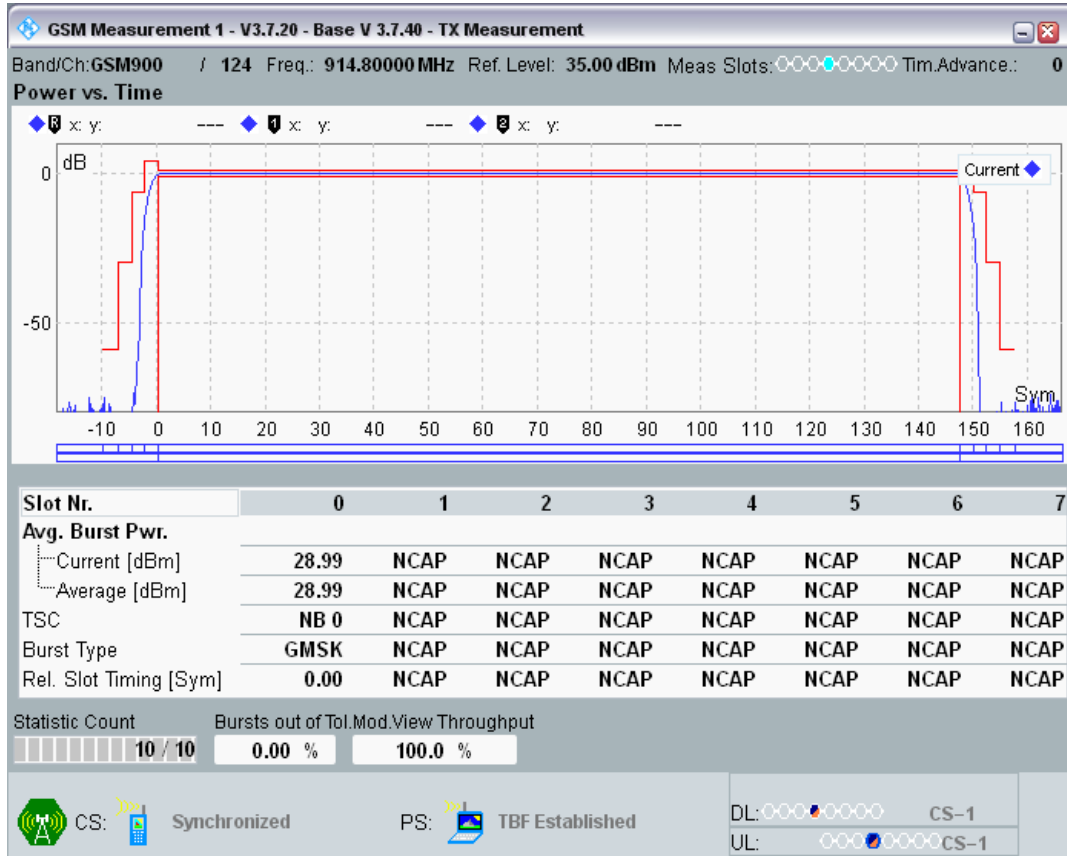 GSM Measurement 1 - V3.7.20 - Base V 3.7.40 - TX Measurement
Band/Ch:GSM900 / 124 Freq.: 914.80000 MHz Ref. Level: 35.00 dBm Meas Slots: Tim.Advance.: 0
Power vs. Time
R x: y: --- 1 x: y: --- 2 x: y: ---
dB
Current
0
-50
Sym
-10 0 10 20 30 40 50 60 70 80 90 100 110 120 130 140 150 160
Slot Nr. 0 1 2 3 4 5 6 7
Avg. Burst Pwr.
Current [dBm] 28.99 NCAP NCAP NCAP NCAP NCAP NCAP NCAP
Average [dBm] 28.99 NCAP NCAP NCAP NCAP NCAP NCAP NCAP
TSC NB 0 NCAP NCAP NCAP NCAP NCAP NCAP NCAP
Burst Type GMSK NCAP NCAP NCAP NCAP NCAP NCAP NCAP
Rel. Slot Timing [Sym] 0.00 NCAP NCAP NCAP NCAP NCAP NCAP NCAP
Statistic Count Bursts out of Tol.Mod.View Throughput
10 / 10 0.00 % 100.0 %
CS: Synchronized PS: TBF Established DL: CS-1
UL: CS-1